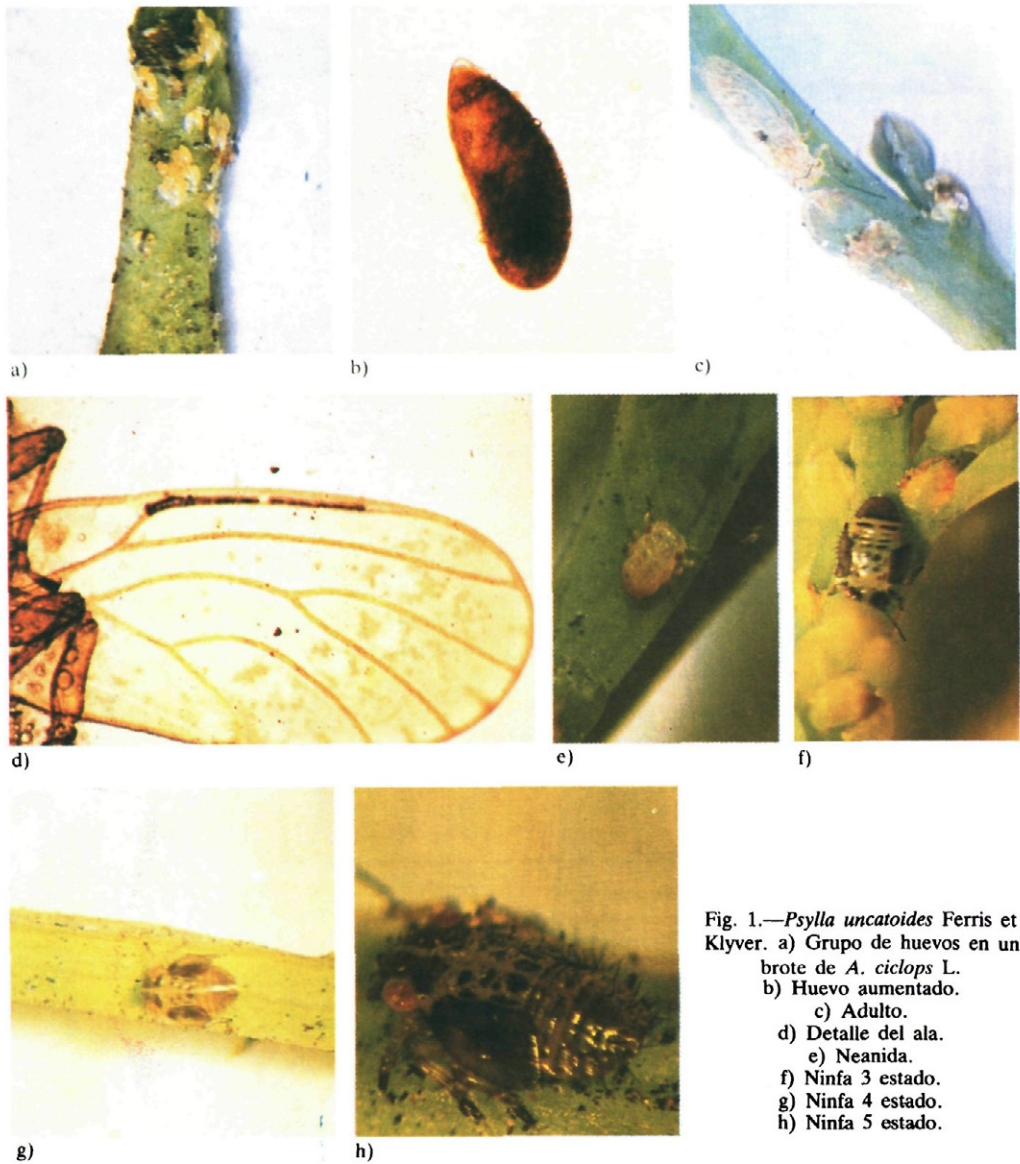 a)
b)
c)
d)
e)
f)
g)
h)
Fig. 1.—Psylla uncatoides Ferris et
Klyver. a) Grupo de huevos en un
brote de A. ciclops L.
b) Huevo aumentado.
c) Adulto.
d) Detalle del ala.
e) Neanida.
f) Ninfa 3 estado.
g) Ninfa 4 estado.
h) Ninfa 5 estado.